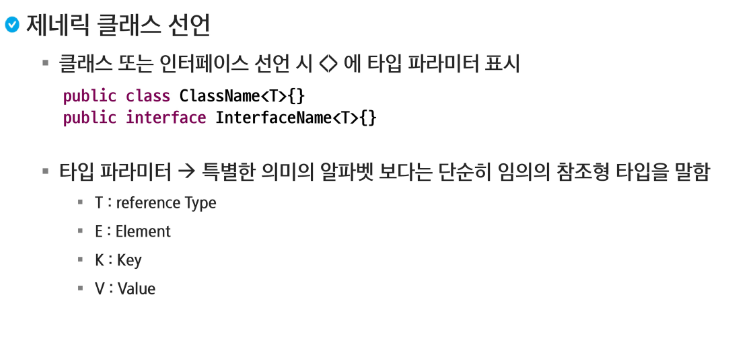 제네릭 클래스 선언
클래스 또는 인터페이스 선언 시 <> 에 타입 파라미터 표시
public class ClassName<T>{}
public interface InterfaceName<T>{}
타입 파라미터 → 특별한 의미의 알파벳 보다는 단순히 임의의 참조형 타입을 말함
T : reference Type
E : Element
K : Key
V : Value